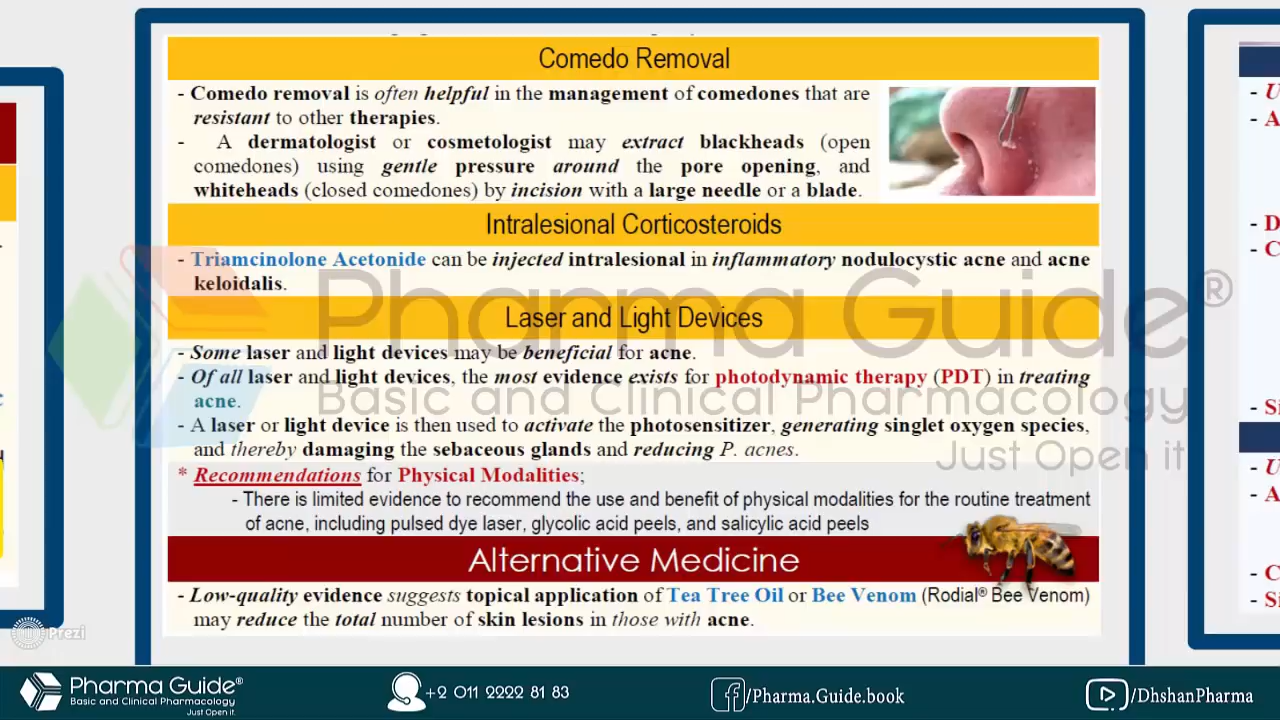 Comedo Removal
- Comedo removal is often helpful in the management of comedones that are
resistant to other therapies.
- A dermatologist or cosmetologist may extract blackheads (open
comedones) using gentle pressure around the pore opening, and
whiteheads (closed comedones) by incision with a large needle or a blade.
Intralesional Corticosteroids
- Triamcinolone Acetonide can be injected intralesional in inflammatory nodulocystic acne and acne
keloidalis.
Laser and Light Devices
- Some laser and light devices may be beneficial for acne.
- Of all laser and light devices, the most evidence exists for photodynamic therapy (PDT) in treating
acne.
- A laser or light device is then used to activate the photosensitizer, generating singlet oxygen species,
and thereby damaging the sebaceous glands and reducing P. acnes.
* Recommendations for Physical Modalities;
- There is limited evidence to recommend the use and benefit of physical modalities for the routine treatment
of acne, including pulsed dye laser, glycolic acid peels, and salicylic acid peels
Alternative Medicine
- Low-quality evidence suggests topical application of Tea Tree Oil or Bee Venom (Rodial® Bee Venom)
may reduce the total number of skin lesions in those with acne.
Pharma Guide®
Basic and Clinical Pharmacology
Just Open it
Prezi
Pharma Guide®
Basic and Clinical Pharmacology
Just Open it.
+2 011 2222 81 83
/Pharma.Guide.book
/DhshanPharma